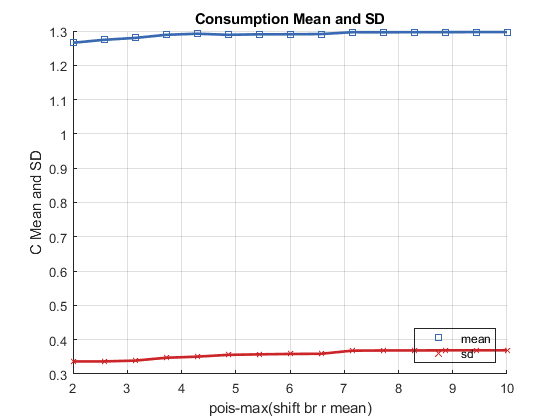 Consumption Mean and SD
C Mean and SD
1.3
1.2
1.1
1
0.9
0.8
0.7
0.6
0.5
0.4
0.3
mean
sd
2 3 4 5 6 7 8 9 10
pois-max(shift br r mean)